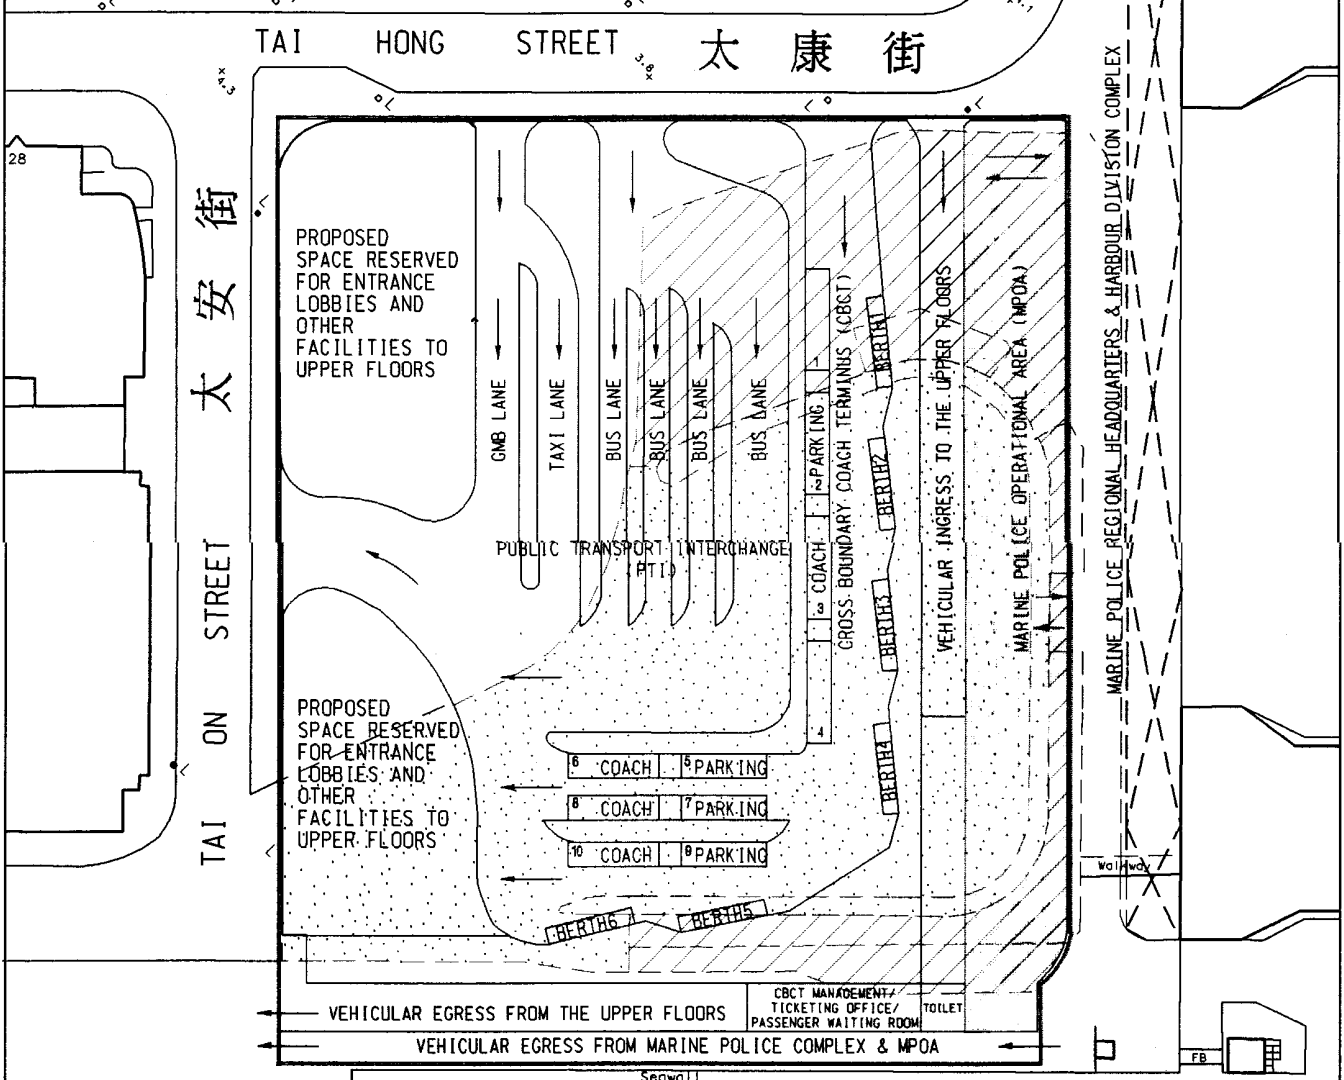 TAI HONG STREET 太康街
3.8
4.3
28
太安街
TAI ON STREET
PROPOSED
SPACE RESERVED
FOR ENTRANCE
LOBBIES AND
OTHER
FACILITIES TO
UPPER FLOORS
GMB LANE
TAXI LANE
BUS LANE
BUS LANE
BUS LANE
BUS LANE
PUBLIC TRANSPORT INTERCHANGE
(PTI)
1
2
3
4
COACH PARKING
CROSS BOUNDARY COACH TERMINUS (CBCT)
BERTH1
BERTH2
BERTH3
BERTH4
VEHICULAR INGRESS TO THE UPPER FLOORS
MARINE POLICE OPERATIONAL AREA (MPOA)
MARINE POLICE REGIONAL HEADQUARTERS & HARBOUR DIVISION COMPLEX
PROPOSED
SPACE RESERVED
FOR ENTRANCE
LOBBIES AND
OTHER
FACILITIES TO
UPPER FLOORS
6 COACH 5 PARKING
8 COACH 7 PARKING
10 COACH 9 PARKING
BERTH6
BERTH5
Walkway
VEHICULAR EGRESS FROM THE UPPER FLOORS
CBCT MANAGEMENT/
TICKETING OFFICE/
PASSENGER WAITING ROOM
TOILET
VEHICULAR EGRESS FROM MARINE POLICE COMPLEX & MPOA
FB
Seawall